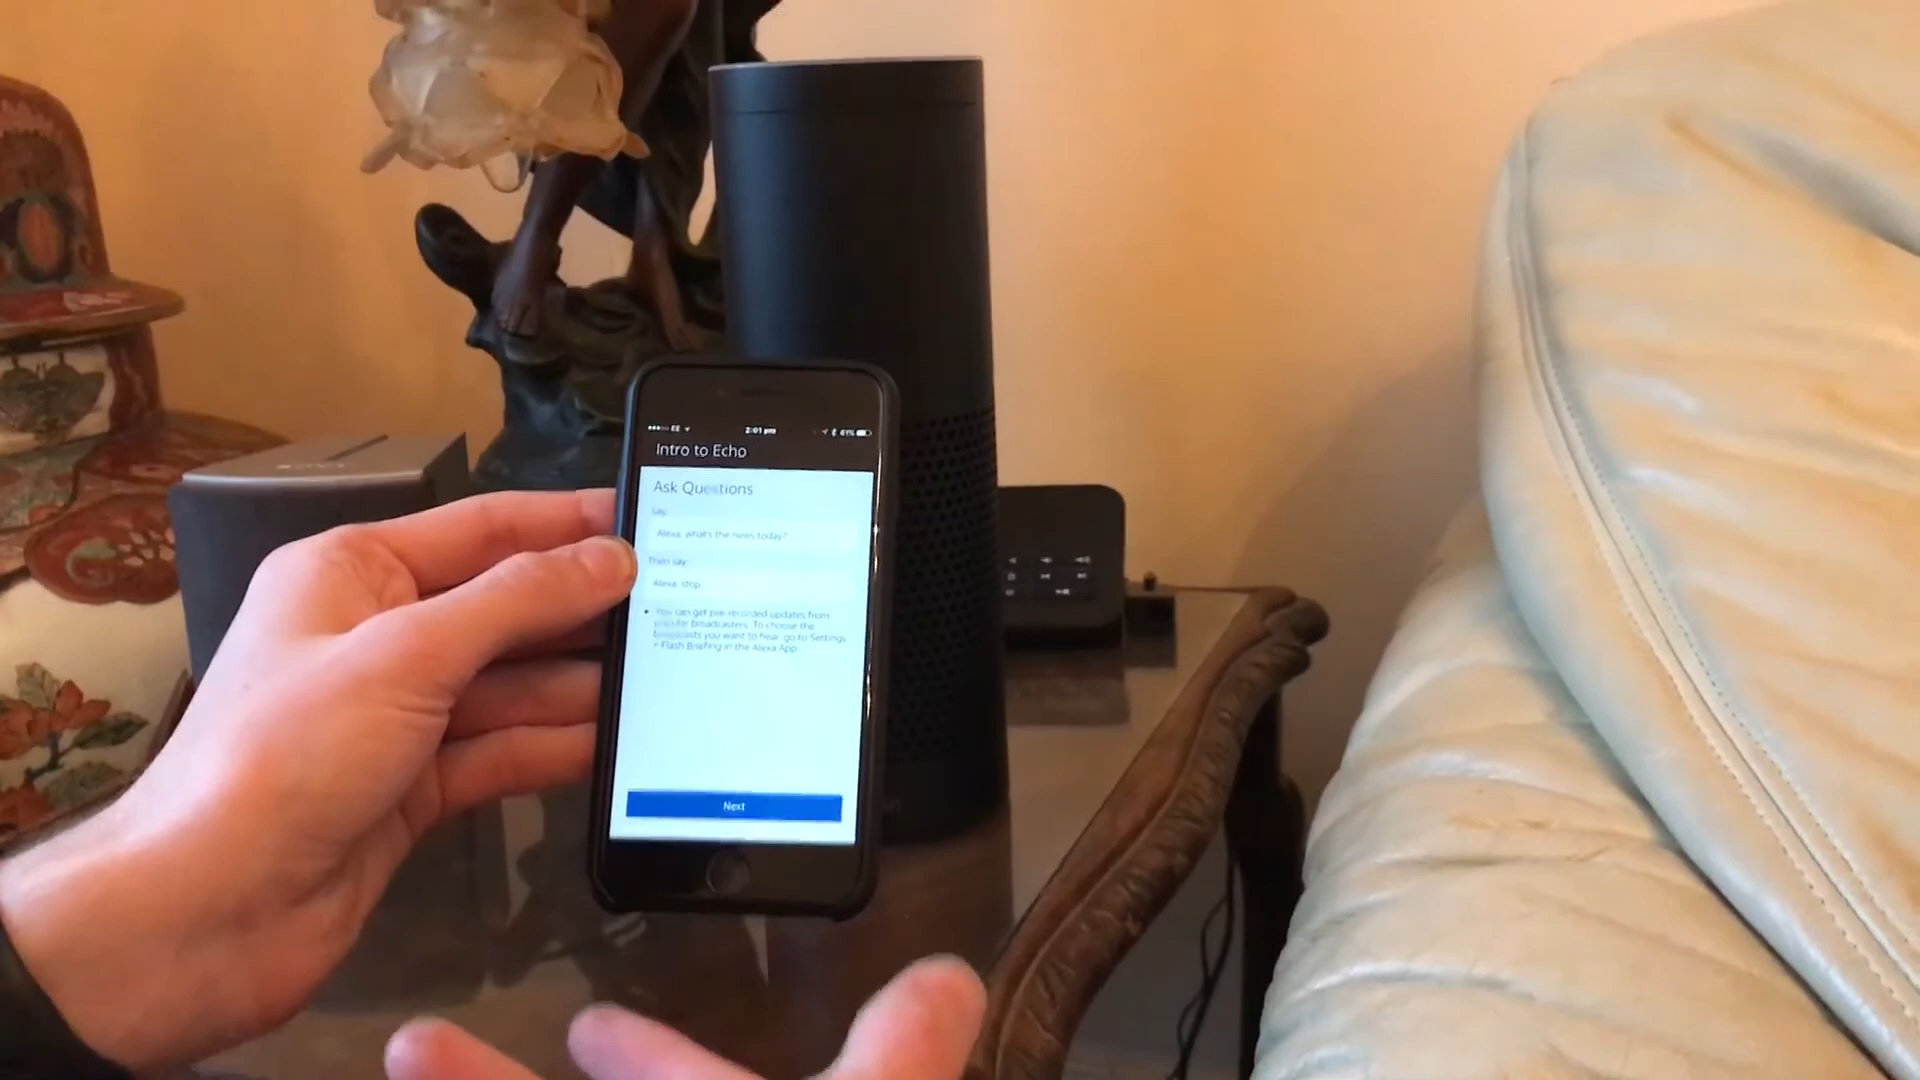 EE 2:01 pm 61%
Intro to Echo
Ask Questions
Say:
Alexa, what's the news today?
Then say:
Alexa, stop.
• You can get pre-recorded updates from
popular broadcasters. To choose the
broadcasts you want to hear, go to Settings
> Flash Briefing in the Alexa App.
Next